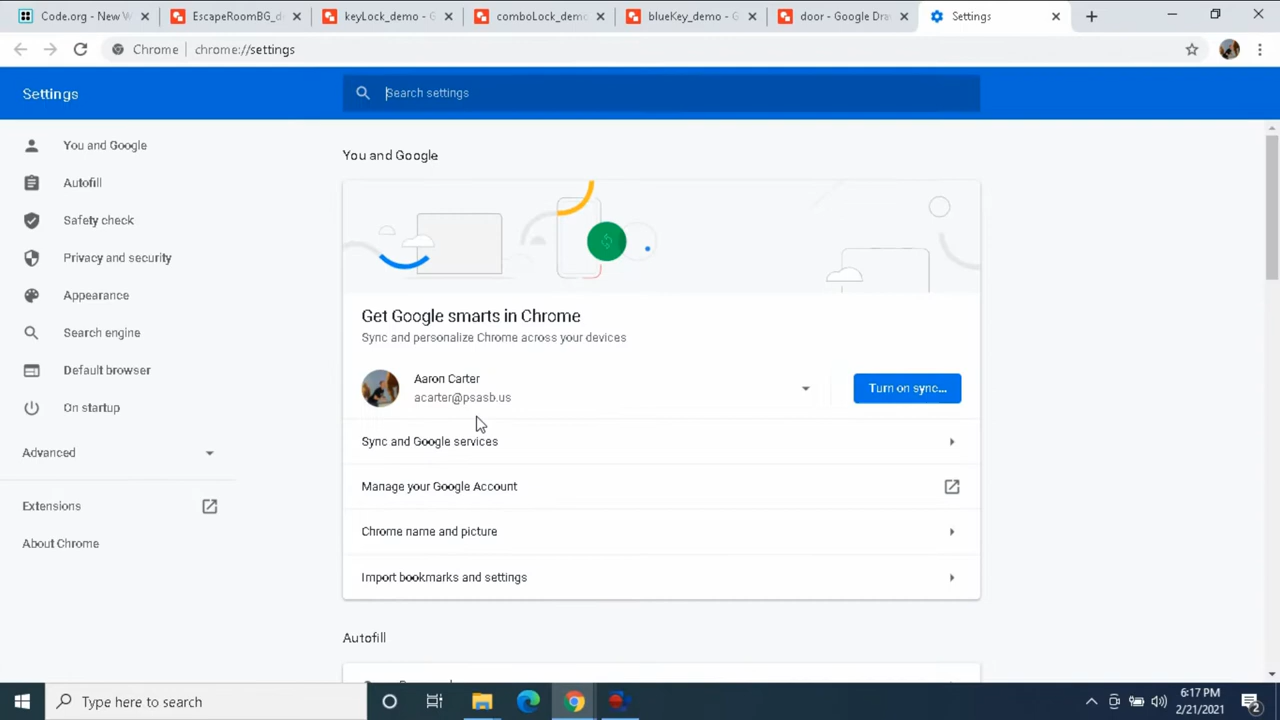 Code.org - New W
EscapeRoomBG_d
keyLock_demo - G
comboLock_demo
blueKey_demo - G
door - Google Dra
Settings
Chrome
chrome://settings
Settings
Search settings
You and Google
Autofill
Safety check
Privacy and security
Appearance
Search engine
Default browser
On startup
Advanced
Extensions
About Chrome
You and Google
Get Google smarts in Chrome
Sync and personalize Chrome across your devices
Aaron Carter
acarter@psasb.us
Turn on sync...
Sync and Google services
Manage your Google Account
Chrome name and picture
Import bookmarks and settings
Autofill
Type here to search
6:17 PM
2/21/2021
2